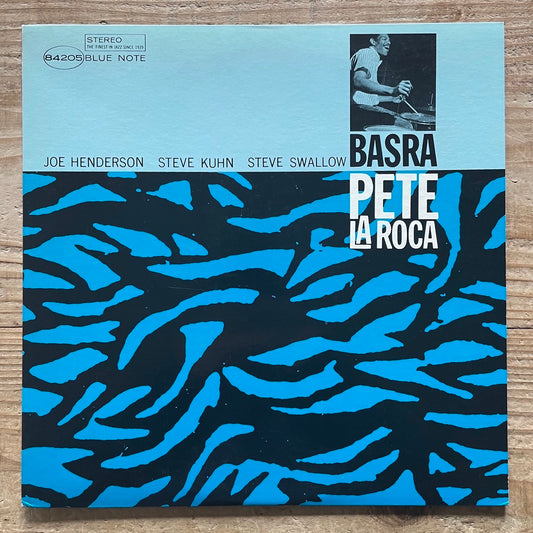 STEREO
THE FINEST IN JAZZ SINCE 1939
84205 BLUE NOTE
JOE HENDERSON STEVE KUHN STEVE SWALLOW
BASRA
PETE
LA ROCA